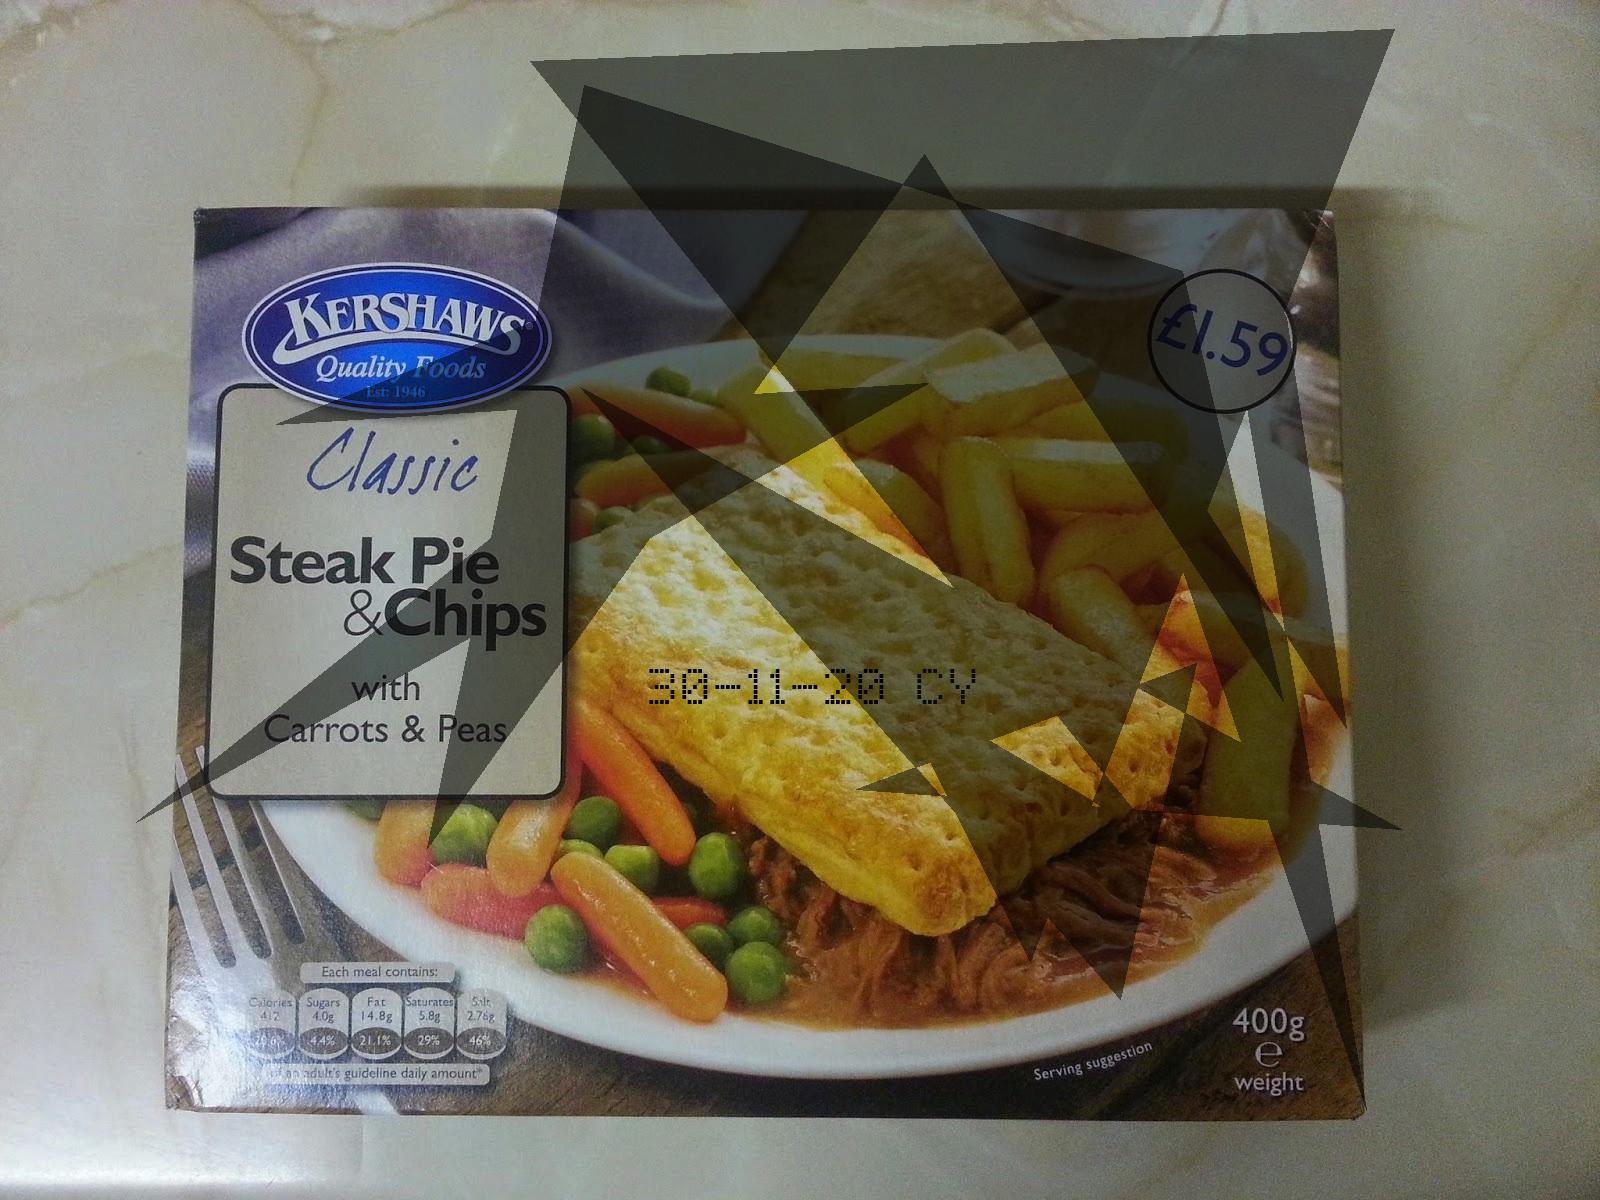 KERSHAWS®
Quality Foods
Est: 1946
£1.59
Classic
Steak Pie
&Chips
with
Carrots & Peas
30-11-20 CY
Each meal contains:
Calories Sugars Fat Saturates Salt
412 4.0g 14.8g 5.8g 2.76g
20.6% 4.4% 21.1% 29% 46%
of an adult's guideline daily amount*
Serving suggestion
400g
e
weight